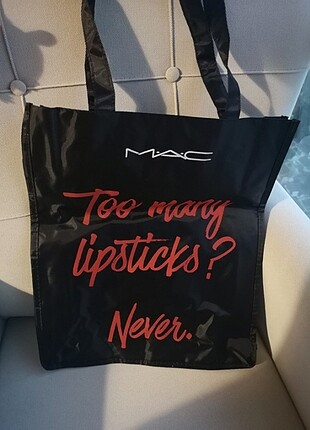 M·A·C
Too many
lipsticks?
Never.